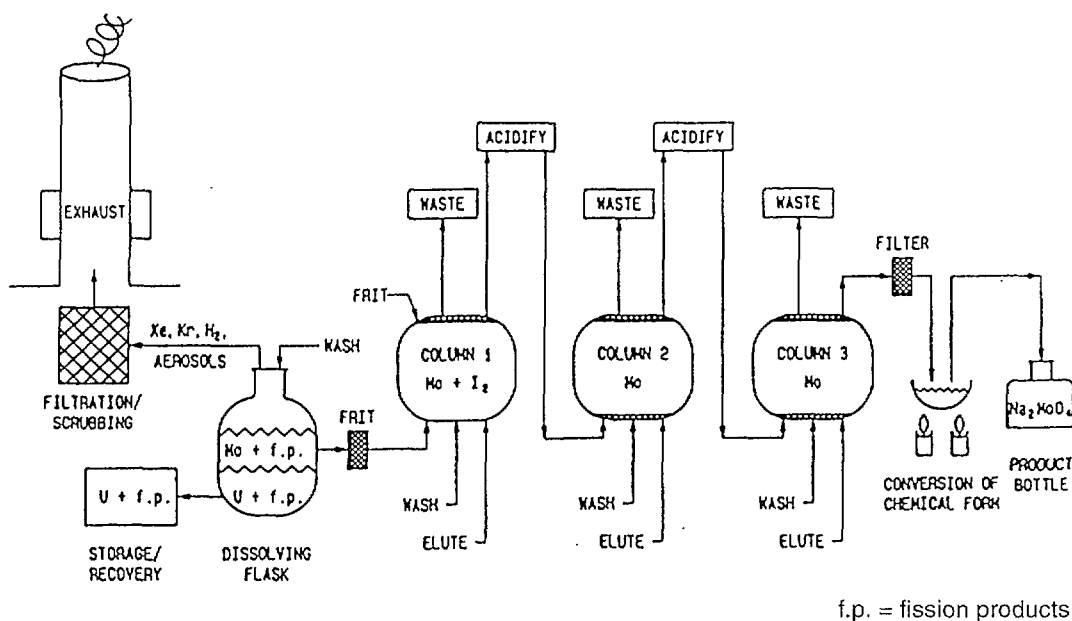 EXHAUST
Xe, Kr, H2,
AEROSOLS
WASH
FILTRATION/
SCRUBBING
Mo + f.p.
U + f.p.
U + f.p.
STORAGE/
RECOVERY
DISSOLVING
FLASK
FRIT
ACIDIFY
WASTE
FRIT
COLUMN 1
Mo + I2
WASH
ELUTE
ACIDIFY
WASTE
COLUMN 2
Mo
WASH
ELUTE
WASTE
COLUMN 3
Mo
WASH
ELUTE
FILTER
CONVERSION OF
CHEMICAL FORM
Na2MoO4
PRODUCT
BOTTLE
f.p. = fission products